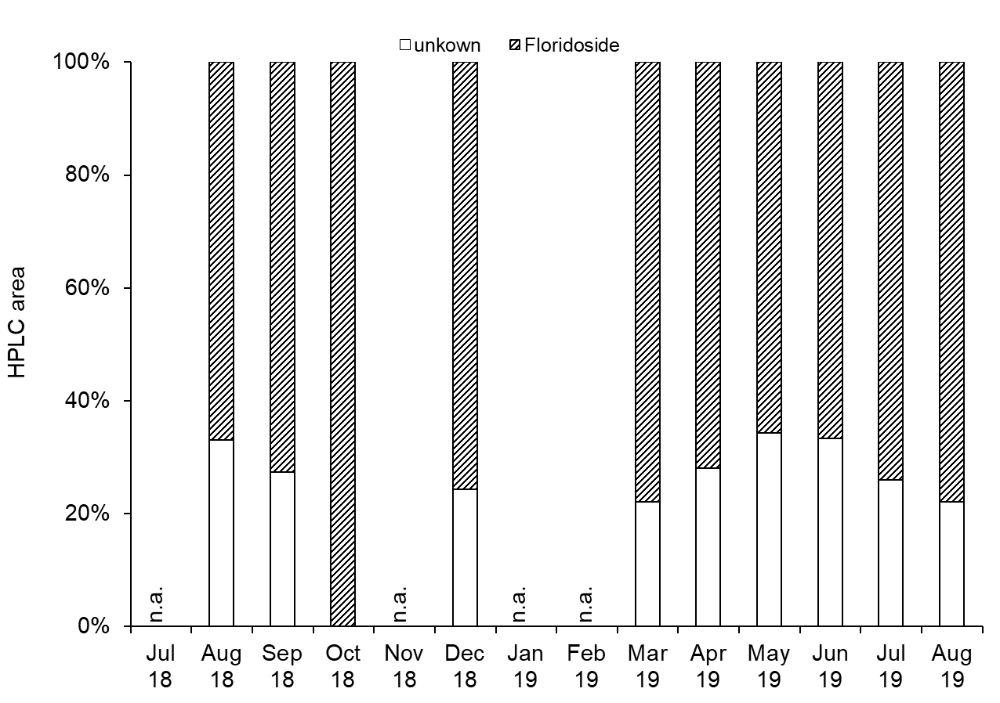 unkown Floridoside
100%
80%
60%
40%
20%
0%
HPLC area
n.a. n.a. n.a. n.a.
Jul Aug Sep Oct Nov Dec Jan Feb Mar Apr May Jun Jul Aug
18 18 18 18 18 18 19 19 19 19 19 19 19 19